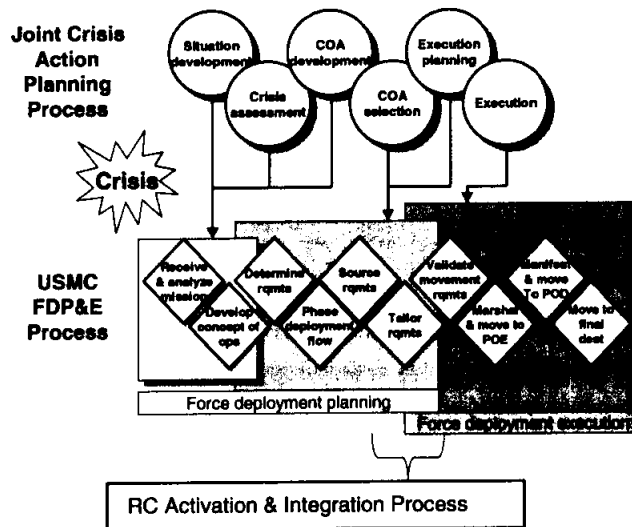 Joint Crisis
Action
Planning
Process
Situation
development
Crisis
assessment
COA
development
COA
selection
Execution
planning
Execution
Crisis
USMC
FDP&E
Process
Receive
& analyze
mission
Develop
concept of
ops
Determine
rqmts
Phase
deployment
flow
Source
rqmts
Tailor
rqmts
Validate
movement
rqmts
Marshal
& move to
POE
Manifest
& move
To POD
Move to
final
dest
Force deployment planning
Force deployment execution
RC Activation & Integration Process